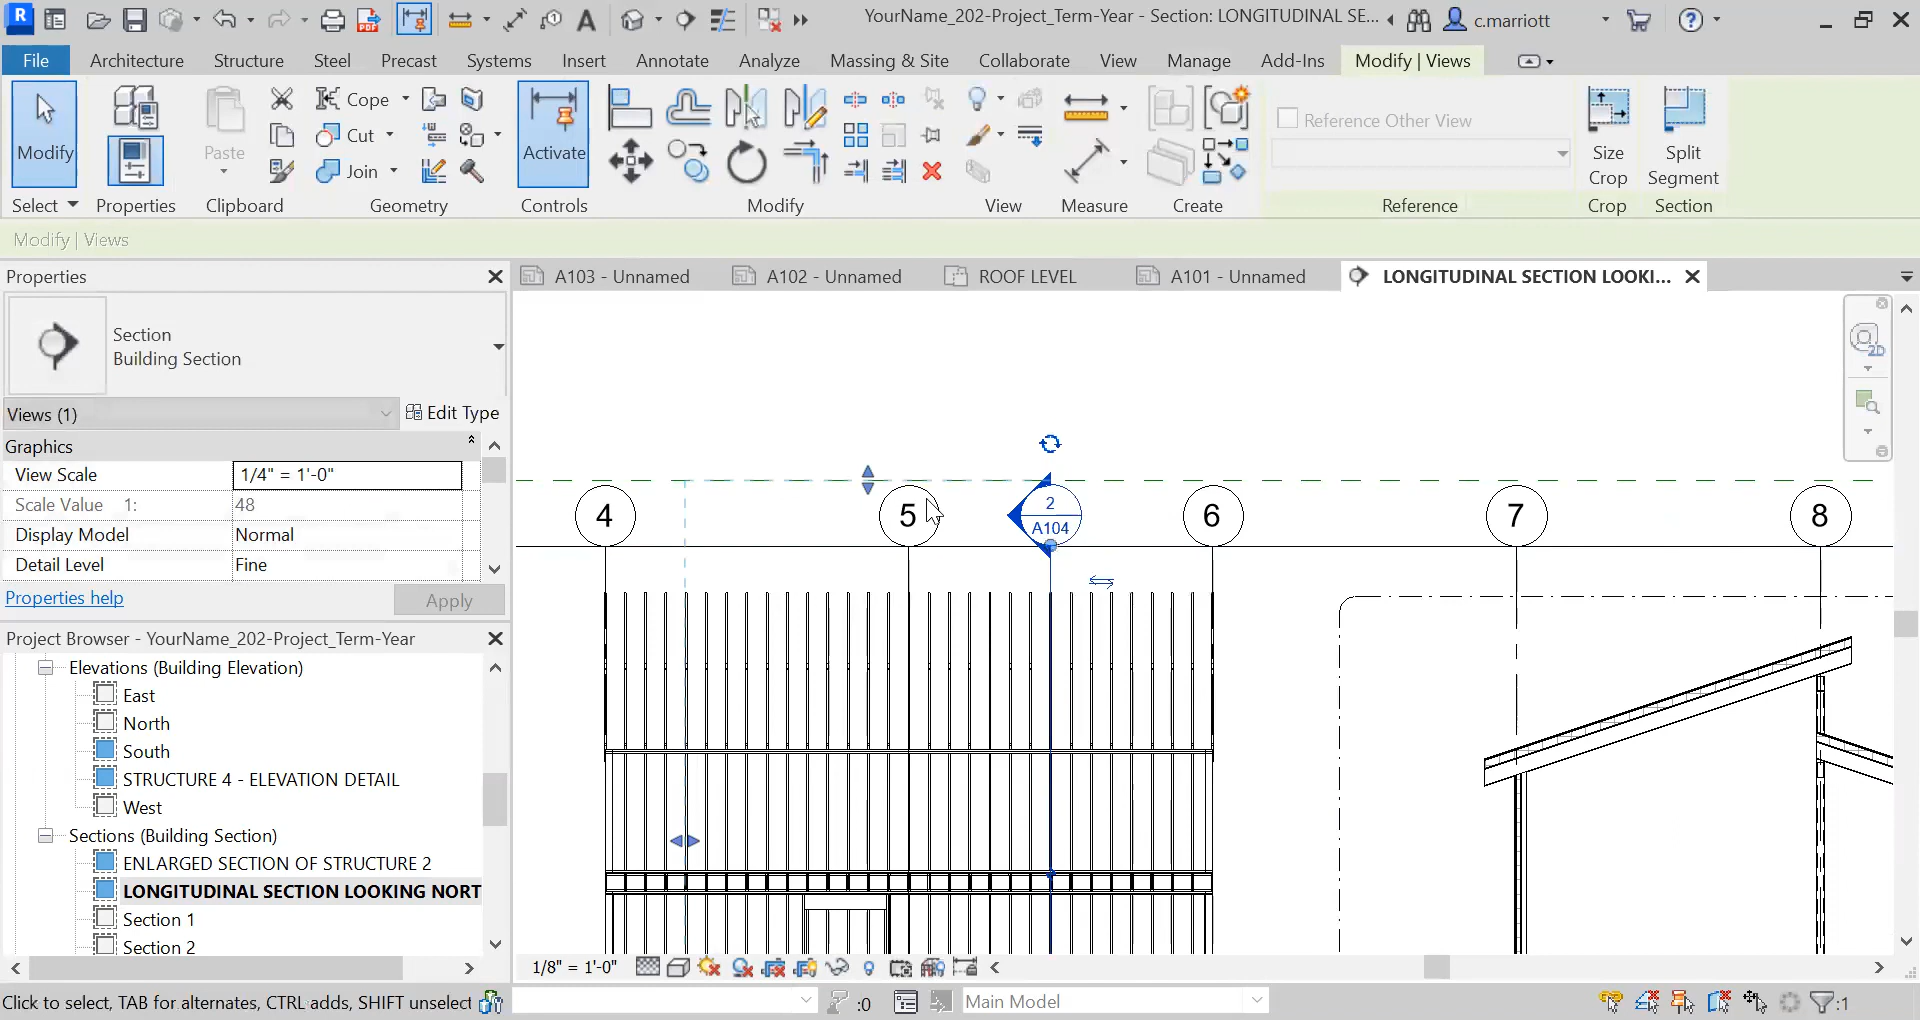 YourName_202-Project_Term-Year - Section: LONGITUDINAL SE...
c.marriott
File Architecture Structure Steel Precast Systems Insert Annotate Analyze Massing & Site Collaborate View Manage Add-Ins Modify | Views
Modify
Paste
Cope
Cut
Join
Activate
Reference Other View
Size Crop
Split Segment
Select Properties Clipboard Geometry Controls Modify View Measure Create Reference Crop Section
Modify | Views
Properties
A103 - Unnamed A102 - Unnamed ROOF LEVEL A101 - Unnamed LONGITUDINAL SECTION LOOKI...
Section
Building Section
Views (1) Edit Type
Graphics
View Scale 1/4" = 1'-0"
Scale Value 1: 48
Display Model Normal
Detail Level Fine
Properties help Apply
Project Browser - YourName_202-Project_Term-Year
Elevations (Building Elevation)
East
North
South
STRUCTURE 4 - ELEVATION DETAIL
West
Sections (Building Section)
ENLARGED SECTION OF STRUCTURE 2
LONGITUDINAL SECTION LOOKING NORT
Section 1
Section 2
2D
4 5 2 A104 6 7 8
1/8" = 1'-0"
Click to select, TAB for alternates, CTRL adds, SHIFT unselect
:0
Main Model
:1